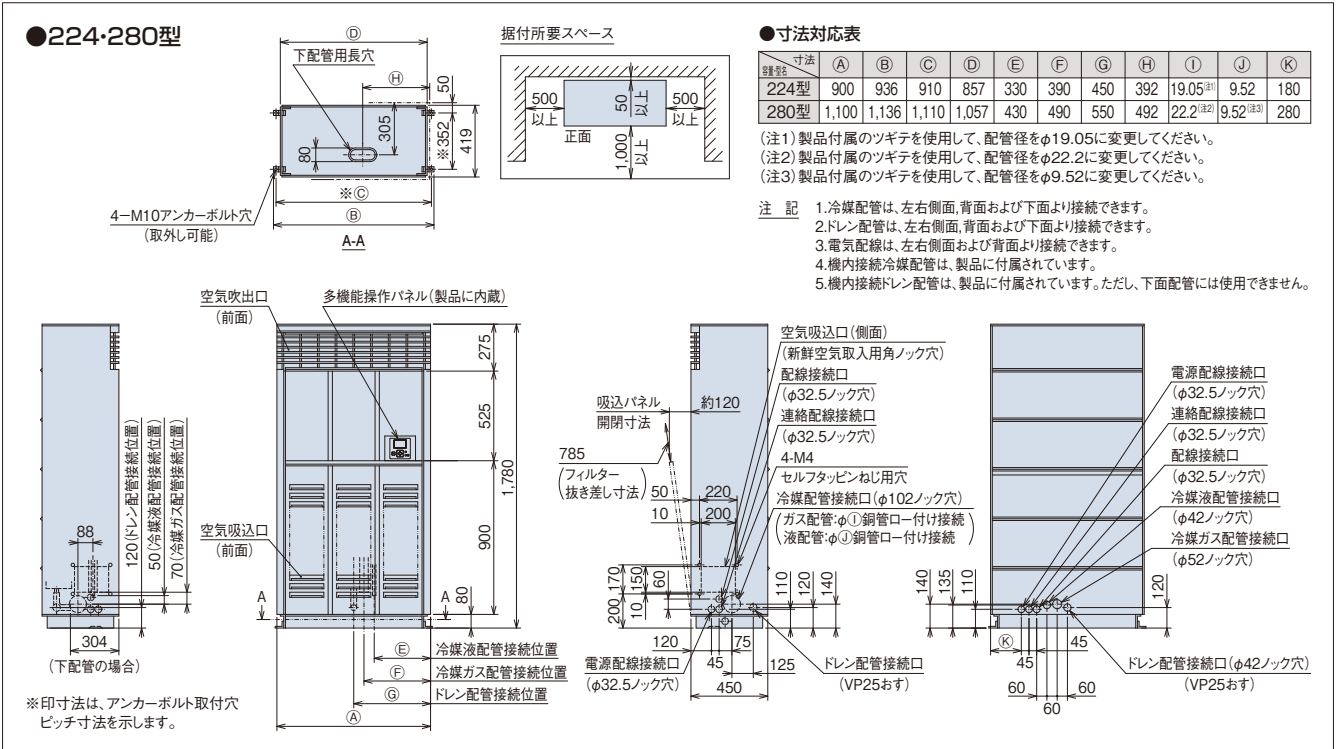 ●224・280型
Ⓓ
下配管用長穴
Ⓗ
50
305
※352
419
80
※Ⓒ
Ⓑ
4－M10アンカーボルト穴
(取外し可能)
A-A
据付所要スペース
500
以上
50
以上
500
以上
正面
1,000
以上
●寸法対応表
寸法
容量・型名
Ⓐ Ⓑ Ⓒ Ⓓ Ⓔ Ⓕ Ⓖ Ⓗ Ⓘ Ⓙ Ⓚ
224型 900 936 910 857 330 390 450 392 19.05(注1) 9.52 180
280型 1,100 1,136 1,110 1,057 430 490 550 492 22.2(注2) 9.52(注3) 280
(注1)製品付属のツギテを使用して、配管径をφ19.05に変更してください。
(注2)製品付属のツギテを使用して、配管径をφ22.2に変更してください。
(注3)製品付属のツギテを使用して、配管径をφ9.52に変更してください。
注　記 1.冷媒配管は、左右側面,背面および下面より接続できます。
2.ドレン配管は、左右側面,背面および下面より接続できます。
3.電気配線は、左右側面および背面より接続できます。
4.機内接続冷媒配管は、製品に付属されています。
5.機内接続ドレン配管は、製品に付属されています。ただし、下面配管には使用できません。
88
120(ドレン配管接続位置)
50(冷媒液配管接続位置)
70(冷媒ガス配管接続位置)
304
(下配管の場合)
※印寸法は、アンカーボルト取付穴
ピッチ寸法を示します。
空気吹出口
(前面)
多機能操作パネル(製品に内蔵)
275
525
1,780
900
80
空気吸込口
(前面)
A
A
Ⓔ 冷媒液配管接続位置
Ⓕ 冷媒ガス配管接続位置
Ⓖ ドレン配管接続位置
Ⓐ
吸込パネル
開閉寸法
約120
785
(フィルター
抜き差し寸法)
50
220
10
200
170
150
60
200
10
110
120
140
120
75
45
125
450
空気吸込口(側面)
(新鮮空気取入用角ノック穴)
配線接続口
(φ32.5ノック穴)
連絡配線接続口
(φ32.5ノック穴)
4-M4
セルフタッピンねじ用穴
冷媒配管接続口(φ102ノック穴)
(ガス配管:φⒾ銅管ロー付け接続
液配管:φⒿ銅管ロー付け接続)
電源配線接続口
(φ32.5ノック穴)
ドレン配管接続口
(VP25おす)
電源配線接続口
(φ32.5ノック穴)
連絡配線接続口
(φ32.5ノック穴)
配線接続口
(φ32.5ノック穴)
冷媒液配管接続口
(φ42ノック穴)
冷媒ガス配管接続口
(φ52ノック穴)
140
135
110
120
Ⓚ
45
45
60
60
60
ドレン配管接続口(φ42ノック穴)
(VP25おす)